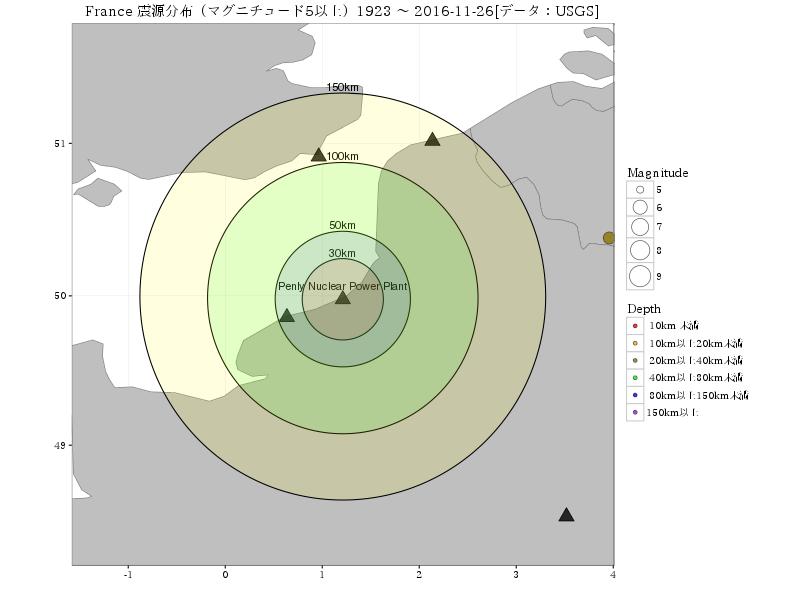 France 震源分布（マグニチュード5以上）1923 ～ 2016-11-26[データ：USGS]
150km
51
100km
50km
30km
Penly Nuclear Power Plant
50
49
-1 0 1 2 3 4
Magnitude
5
6
7
8
9
Depth
10km 未満
10km以上20km未満
20km以上40km未満
40km以上80km未満
80km以上150km未満
150km以上